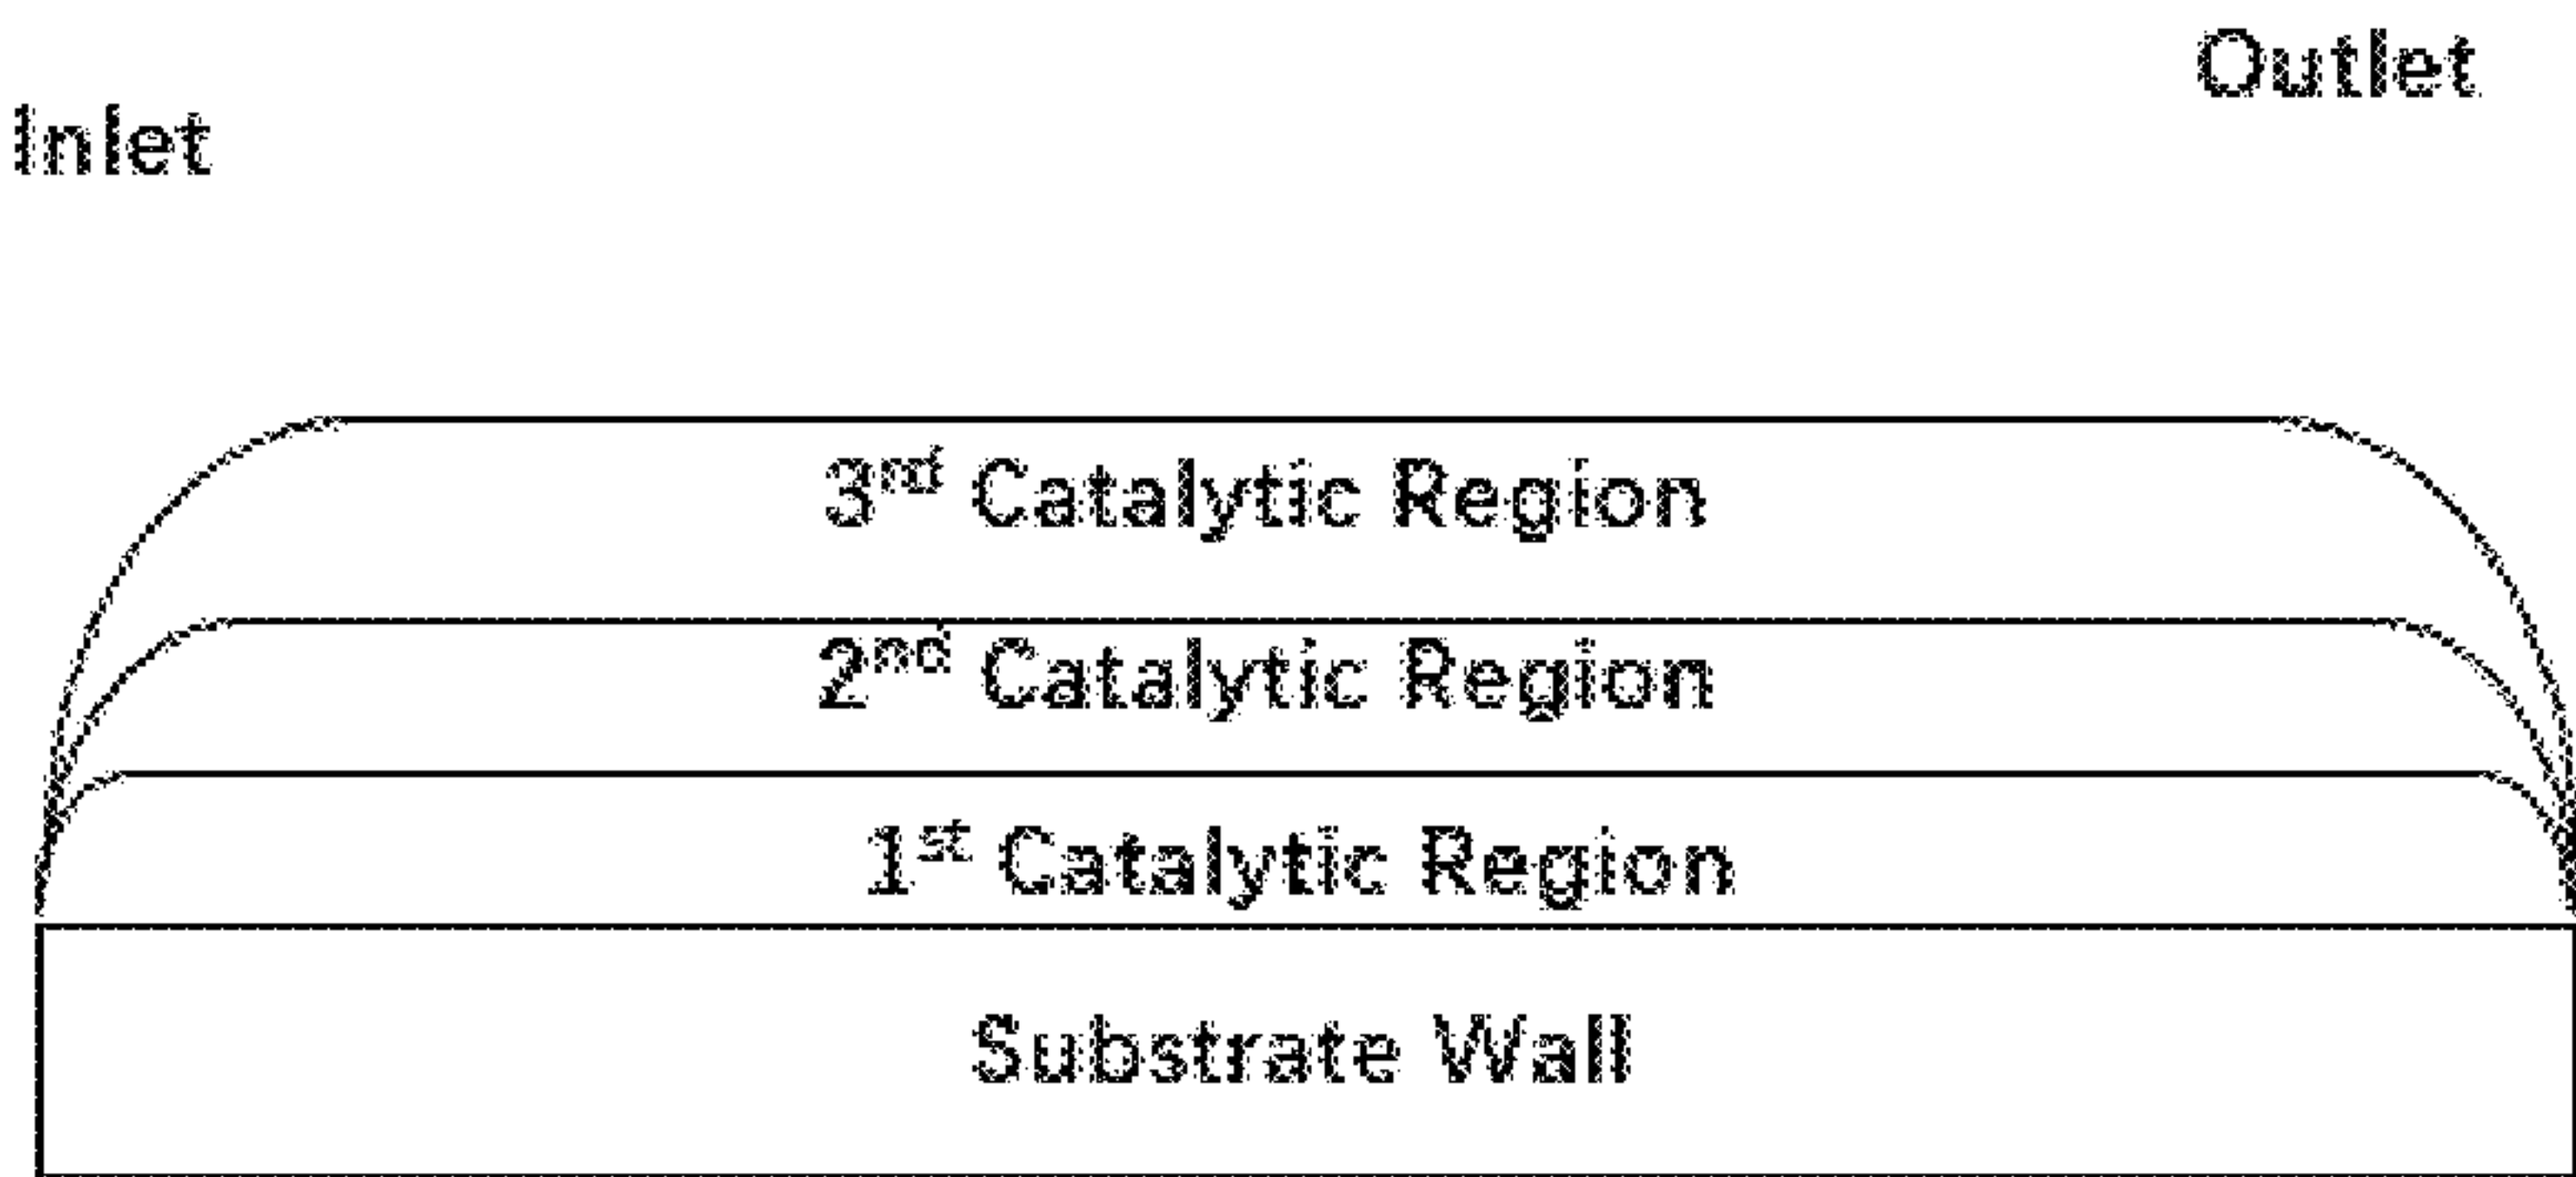 Outlet
Inlet
3rd Catalytic Region
2nd Catalytic Region
1st Catalytic Region
Substrate Wall